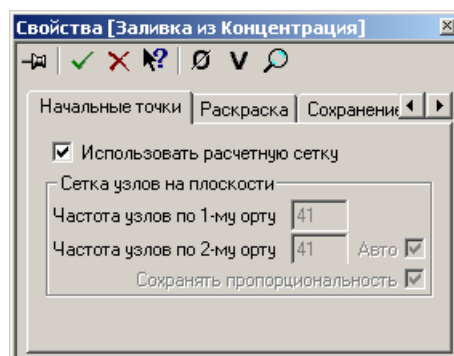 Свойства [Заливка из Концентрация]
Ø V
Начальные точки Раскраска Сохранение
Использовать расчетную сетку
Сетка узлов на плоскости
Частота узлов по 1-му орту 41
Частота узлов по 2-му орту 41 Авто
Сохранять пропорциональность